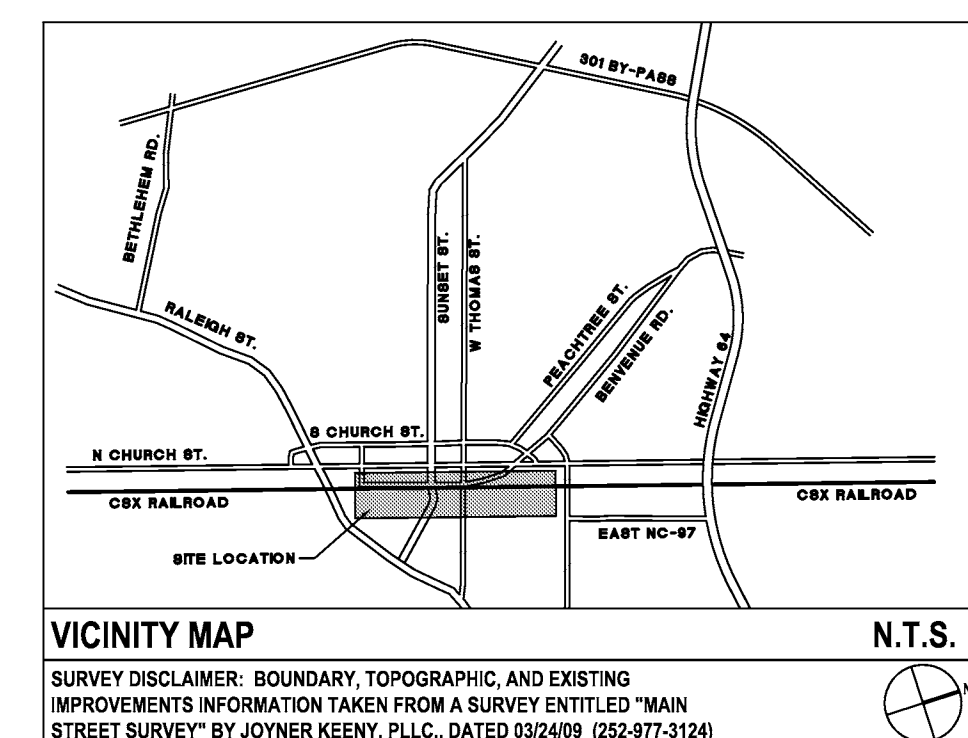 301 BY-PASS
BETHLEHEM RD.
SUNSET ST.
W THOMAS ST.
RALEIGH ST.
PEACHTREE ST.
BENVENUE RD.
HIGHWAY 64
S CHURCH ST.
N CHURCH ST.
CSX RAILROAD
CSX RAILROAD
EAST NC-97
SITE LOCATION
VICINITY MAP
N.T.S.
SURVEY DISCLAIMER: BOUNDARY, TOPOGRAPHIC, AND EXISTING
IMPROVEMENTS INFORMATION TAKEN FROM A SURVEY ENTITLED "MAIN
STREET SURVEY" BY JOYNER KEENY, PLLC., DATED 03/24/09 (252-977-3124)
N